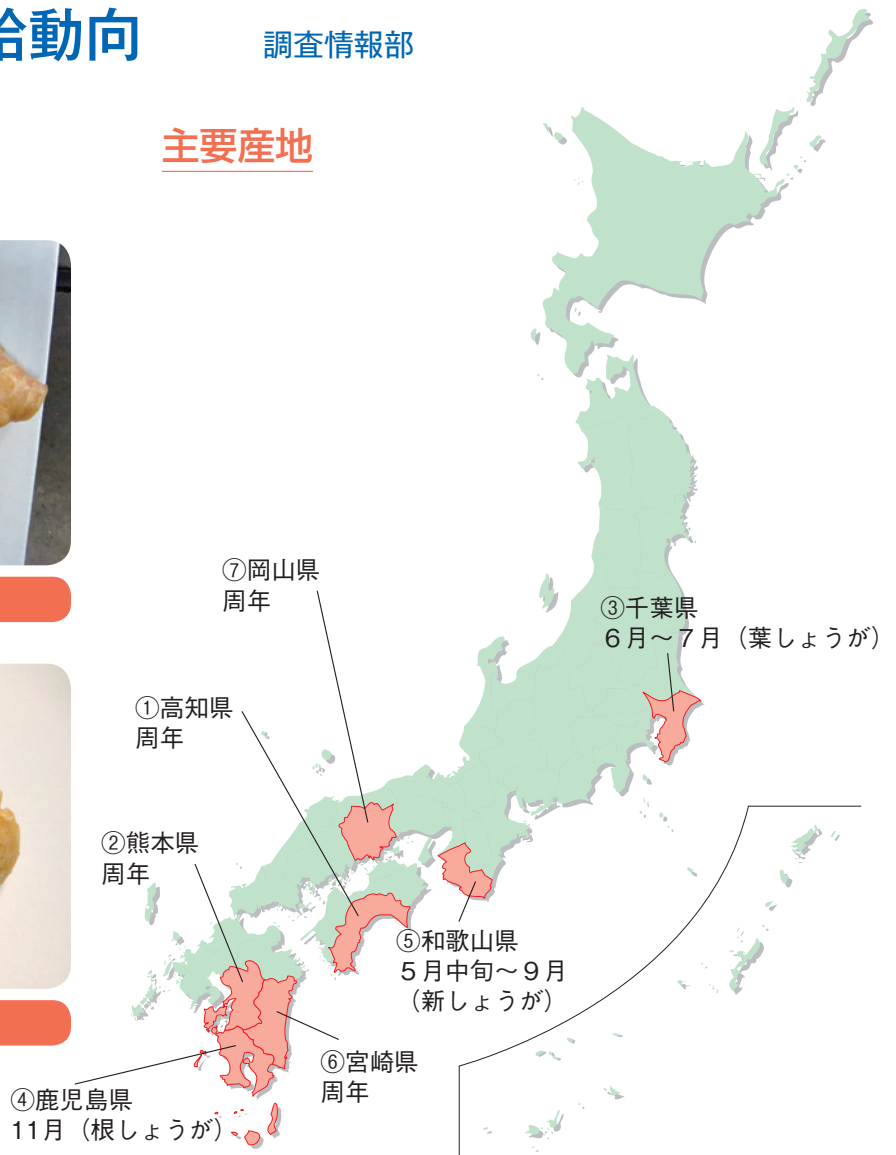 給動向
調査情報部
主要産地
⑦岡山県
周年
③千葉県
６月～７月（葉しょうが）
①高知県
周年
②熊本県
周年
⑤和歌山県
５月中旬～９月
（新しょうが）
⑥宮崎県
周年
④鹿児島県
11月（根しょうが）